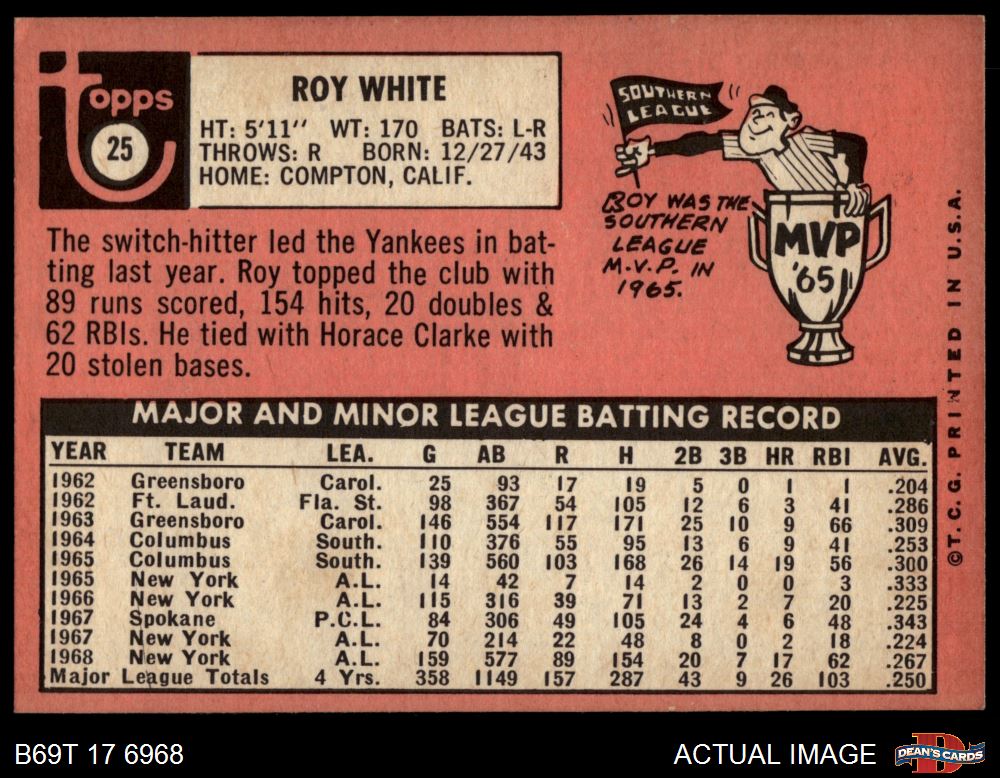 Topps
25
ROY WHITE
HT: 5'11" WT: 170 BATS: L-R
THROWS: R BORN: 12/27/43
HOME: COMPTON, CALIF.
The switch-hitter led the Yankees in bat-
ting last year. Roy topped the club with
89 runs scored, 154 hits, 20 doubles &
62 RBIs. He tied with Horace Clarke with
20 stolen bases.
SOUTHERN
LEAGUE
ROY WAS THE
SOUTHERN
LEAGUE
M.V.P. IN
1965.
MVP
'65
MAJOR AND MINOR LEAGUE BATTING RECORD
YEAR TEAM LEA. G AB R H 2B 3B HR RBI AVG.
1962 Greensboro Carol. 25 93 17 19 5 0 1 1 .204
1962 Ft. Laud. Fla. St. 98 367 54 105 12 6 3 41 .286
1963 Greensboro Carol. 146 554 117 171 25 10 9 66 .309
1964 Columbus South. 110 376 55 95 13 6 9 41 .253
1965 Columbus South. 139 560 103 168 26 14 19 56 .300
1965 New York A.L. 14 42 7 14 2 0 0 3 .333
1966 New York A.L. 115 316 39 71 13 2 7 20 .225
1967 Spokane P.C.L. 84 306 49 105 24 4 6 48 .343
1967 New York A.L. 70 214 22 48 8 0 2 18 .224
1968 New York A.L. 159 577 89 154 20 7 17 62 .267
Major League Totals 4 Yrs. 358 1149 157 287 43 9 26 103 .250
©T.C.G. PRINTED IN U.S.A.
B69T 17 6968
ACTUAL IMAGE
DEAN'S CARDS